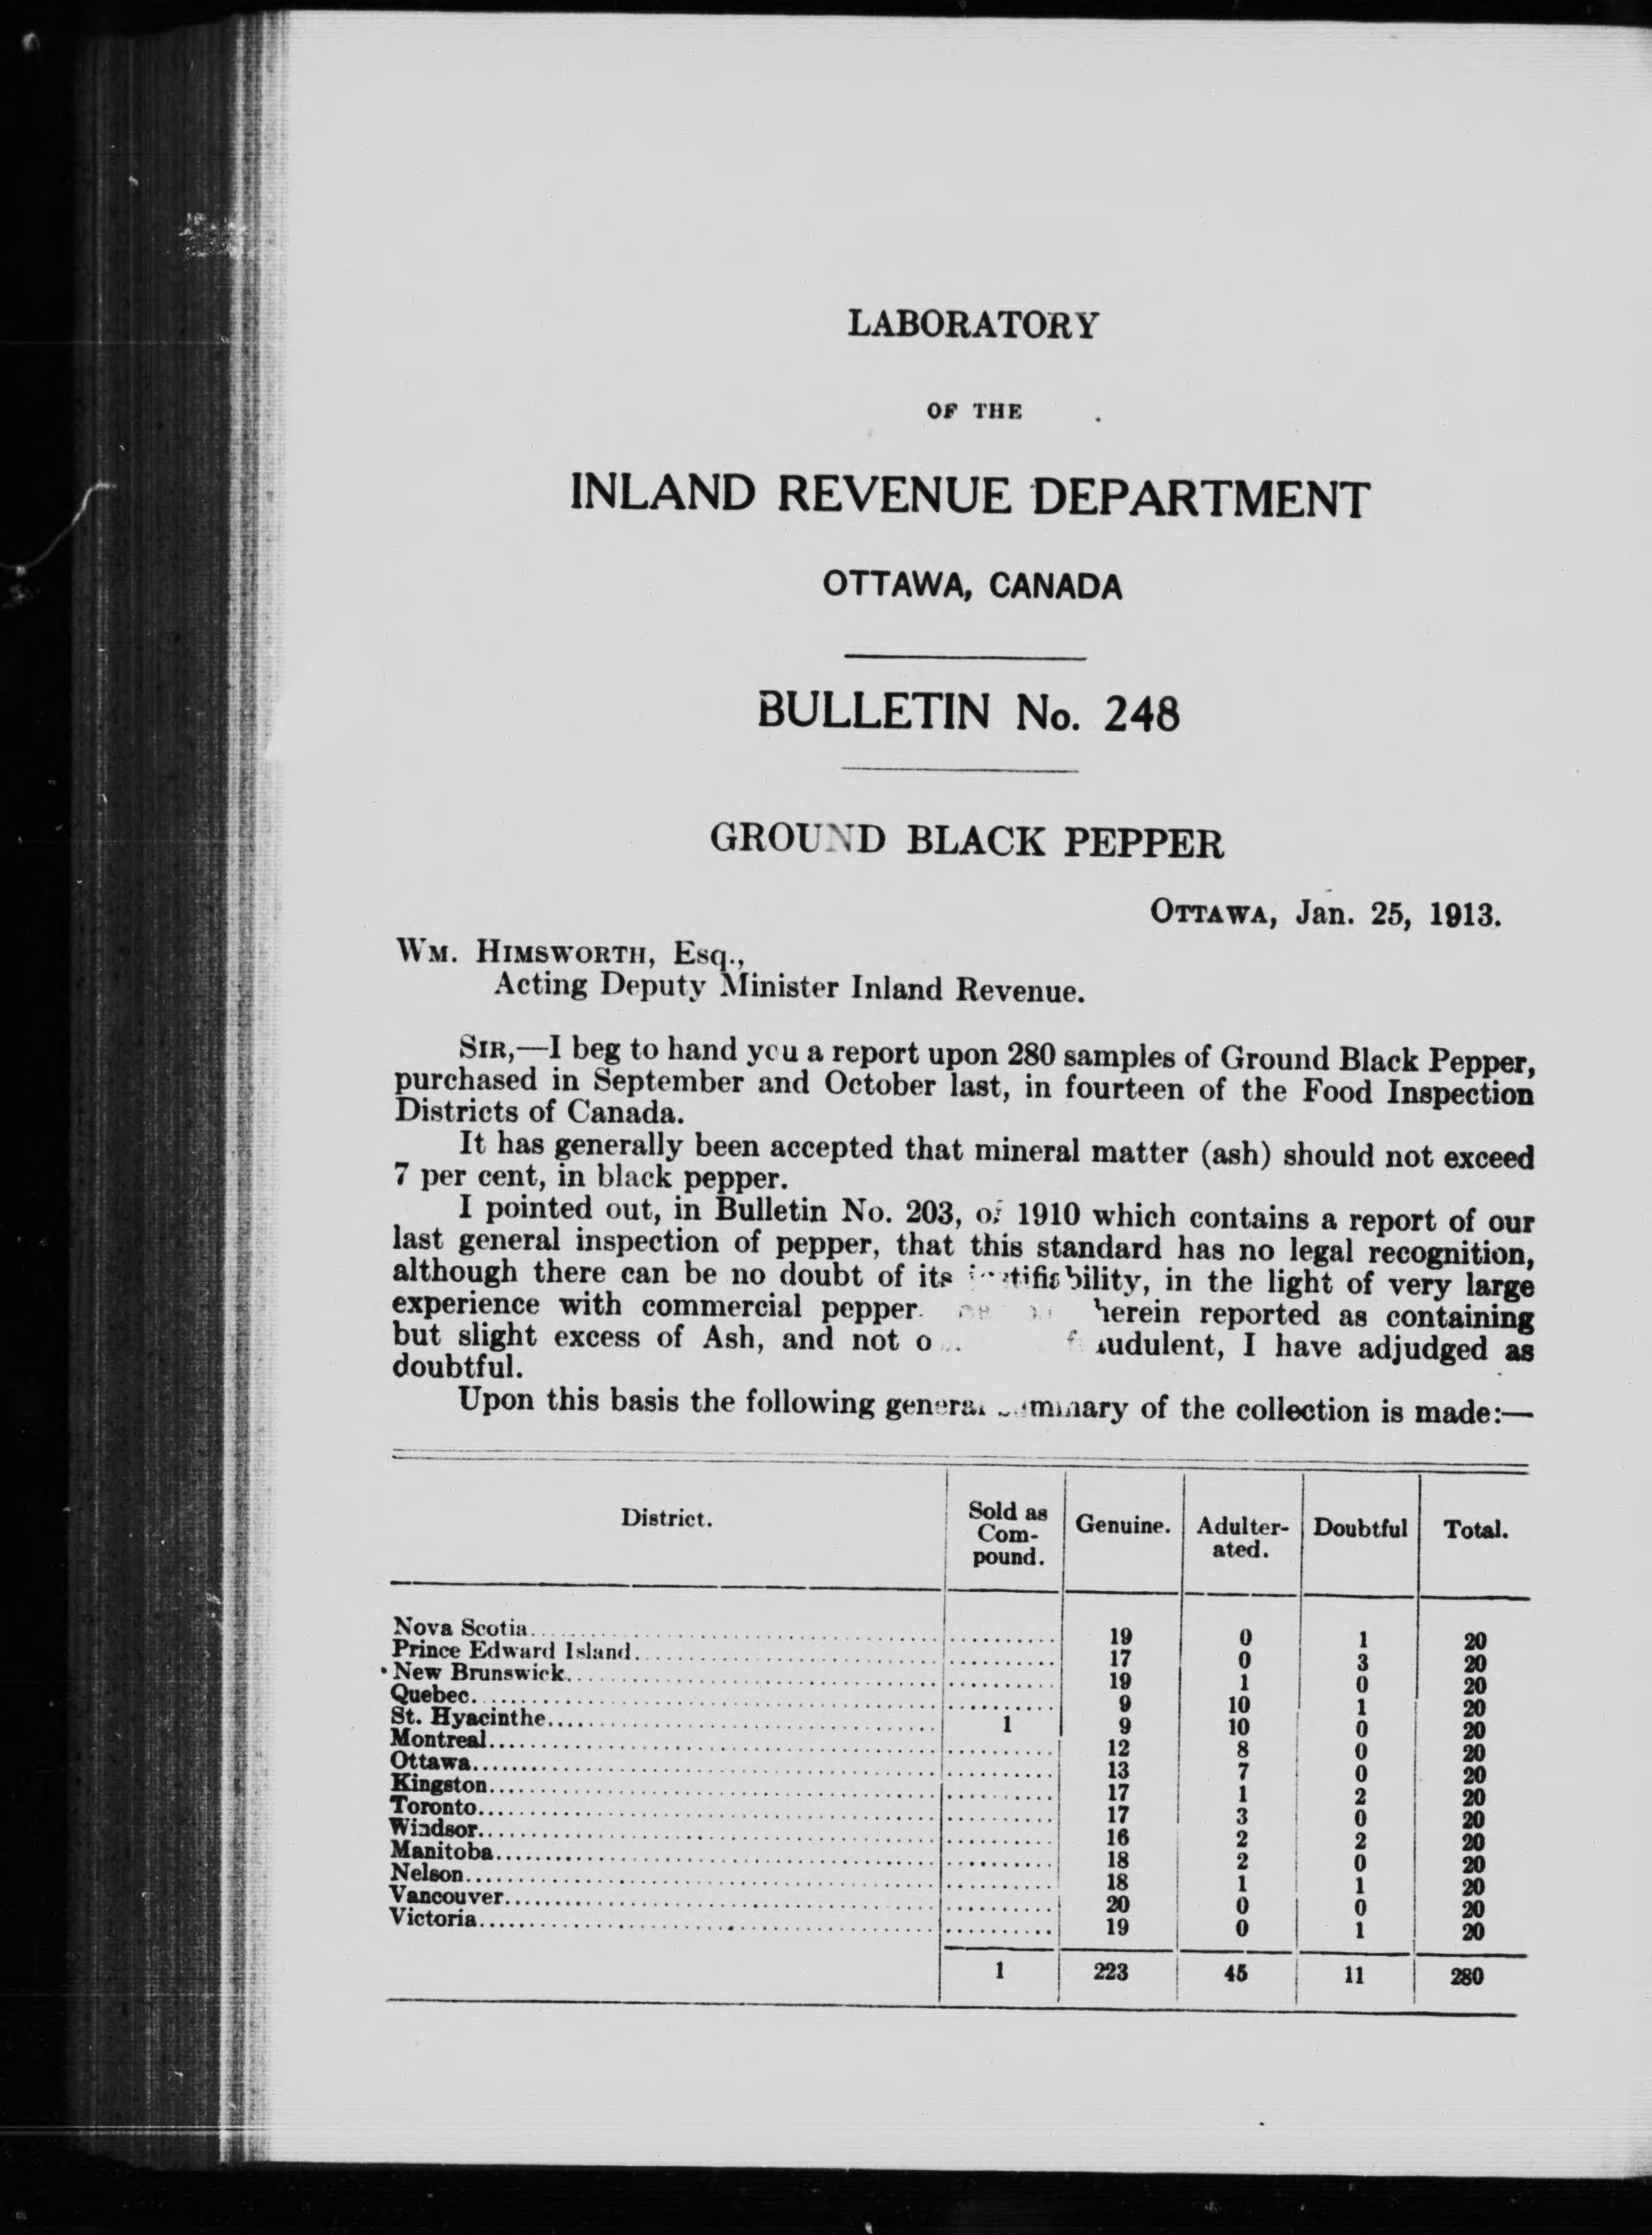 LABORATORY
OF THE
INLAND REVENUE DEPARTMENT
OTTAWA, CANADA
BULLETIN No. 248
GROUND BLACK PEPPER
OTTAWA, Jan. 25, 1913.
WM. HIMSWORTH, Esq.,
Acting Deputy Minister Inland Revenue.
SIR,—I beg to hand you a report upon 280 samples of Ground Black Pepper,
purchased in September and October last, in fourteen of the Food Inspection
Districts of Canada.
It has generally been accepted that mineral matter (ash) should not exceed
7 per cent, in black pepper.
I pointed out, in Bulletin No. 203, of 1910 which contains a report of our
last general inspection of pepper, that this standard has no legal recognition,
although there can be no doubt of its justifiability, in the light of very large
experience with commercial pepper. herein reported as containing
but slight excess of Ash, and not fraudulent, I have adjudged as
doubtful.
Upon this basis the following general summary of the collection is made:—
District. Sold as Com- pound. Genuine. Adulter- ated. Doubtful Total.
Nova Scotia 19 0 1 20
Prince Edward Island 17 0 3 20
New Brunswick 19 1 0 20
Quebec 9 10 1 20
St. Hyacinthe 1 9 10 0 20
Montreal 12 8 0 20
Ottawa 13 7 0 20
Kingston 17 1 2 20
Toronto 17 3 0 20
Windsor 16 2 2 20
Manitoba 18 2 0 20
Nelson 18 1 1 20
Vancouver 20 0 0 20
Victoria 19 0 1 20
1 223 45 11 280